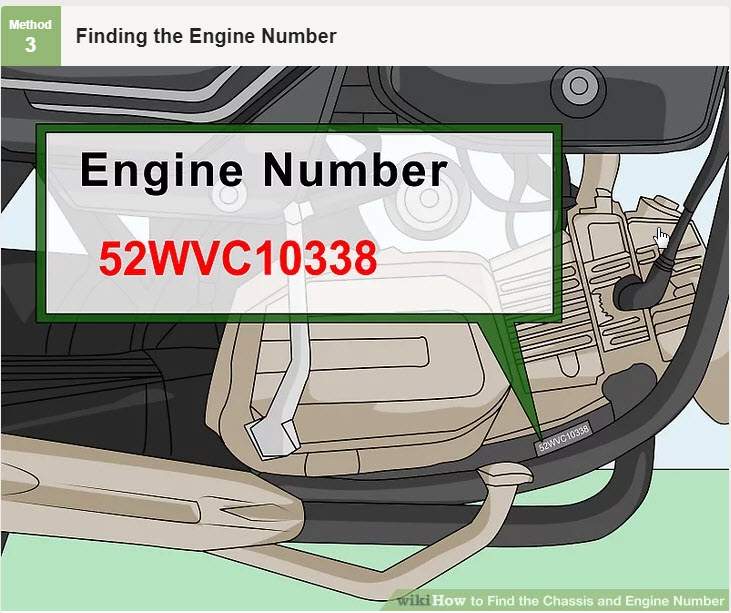 Method
3
Finding the Engine Number
Engine Number
52WVC10338
52WVC10338
wikiHow to Find the Chassis and Engine Number